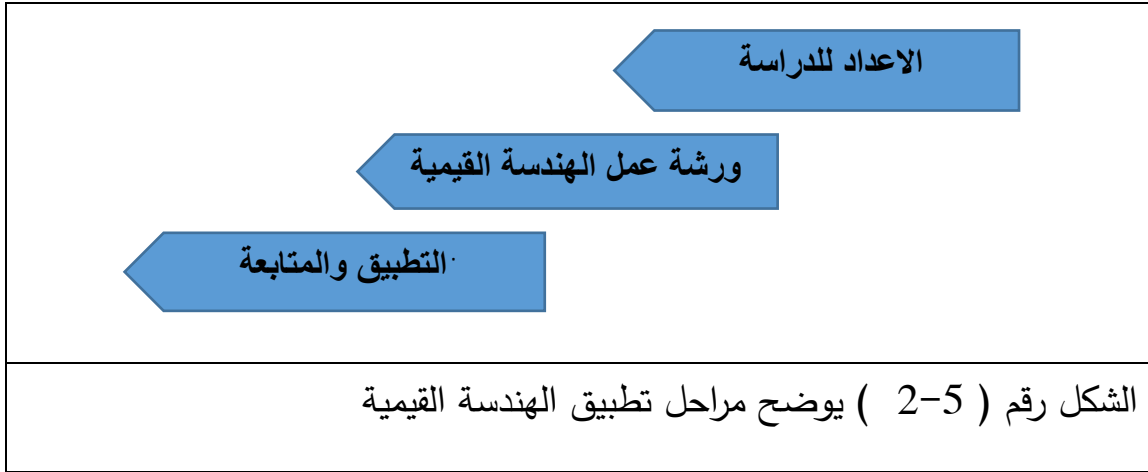 الاعداد للدراسة
ورشة عمل الهندسة القيمية
التطبيق والمتابعة.
الشكل رقم ( 5-2 ) يوضح مراحل تطبيق الهندسة القيمية